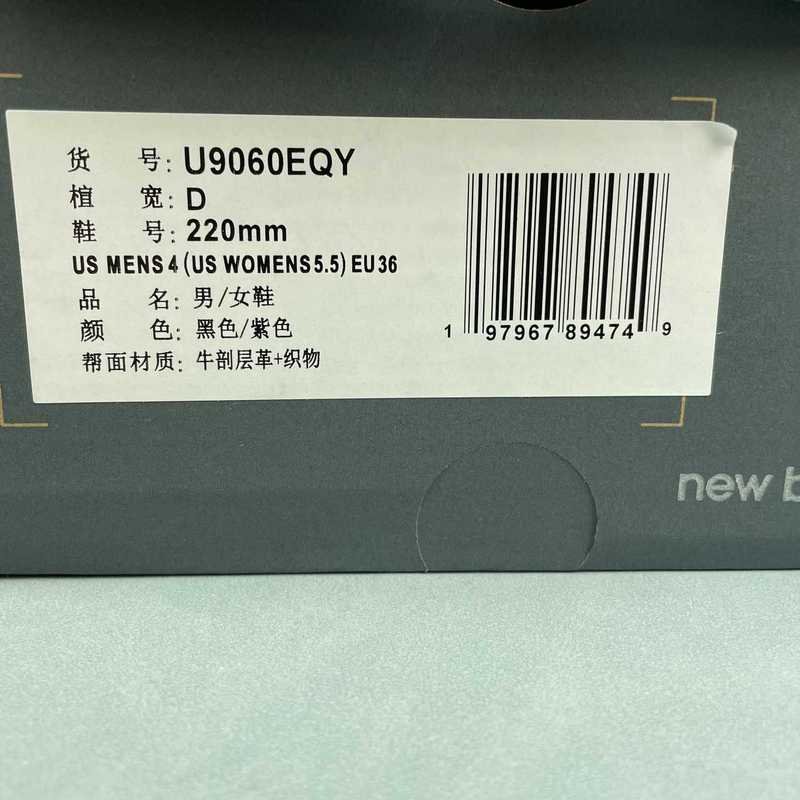 货 号: U9060EQY
楦 宽: D
鞋 号: 220mm
US MENS 4 (US WOMENS 5.5) EU 36
品 名: 男/女鞋
颜 色: 黑色/紫色
帮面材质: 牛剖层革+织物
1 97967 89474 9
new b